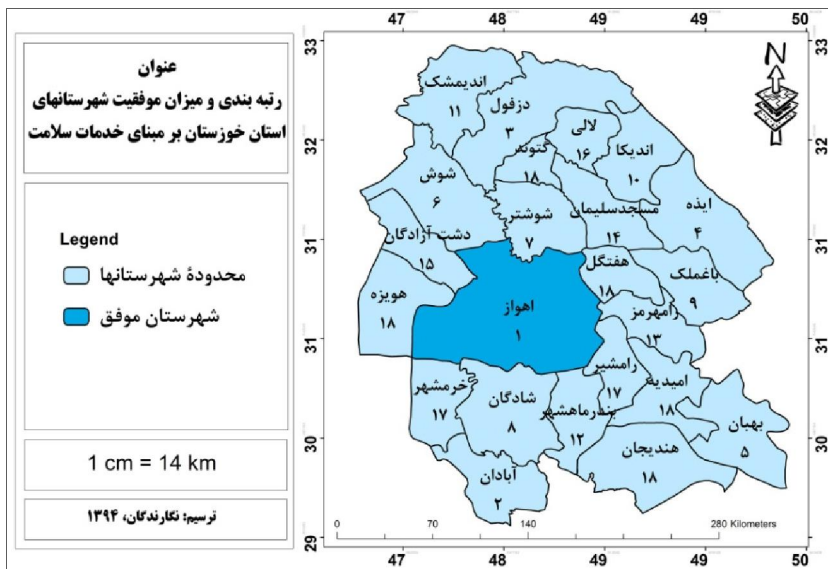 عنوان
رتبه بندی و میزان موفقیت شهرستانهای
استان خوزستان بر مبنای خدمات سلامت
Legend
محدودهٔ شهرستانها
شهرستان موفق
1 cm = 14 km
ترسیم: نگارندگان، ۱۳۹۴
47 48 49 50
33
32
31
31
30
29
N
اندیمشک
۱۱
دزفول
۳
لالی
۱۶
گتوند
۱۸
اندیکا
۱۰
شوش
۶
شوشتر
۷
مسجدسلیمان
۱۴
ایذه
۴
دشت آزادگان
۱۵
هفتگل
۱۸
باغملک
۹
هویزه
۱۸
اهواز
۱
رامهرمز
۱۳
رامشیر
۱۷
امیدیه
۱۸
خرمشهر
۱۷
شادگان
۸
بندرماهشهر
۱۲
بهبان
۵
هندیجان
۱۸
آبادان
۲
0 70 140 280 Kilometers
33
32
31
31
30
29
47 48 49 50